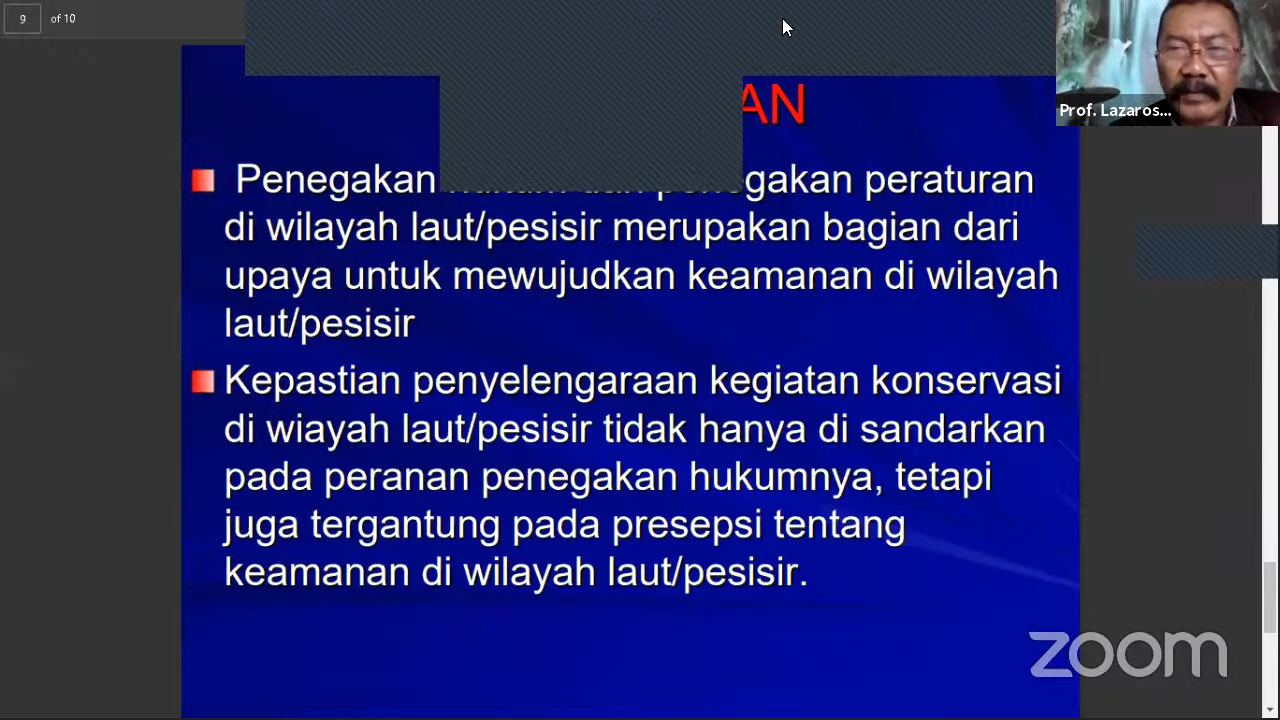 9 of 10
AN
Prof. Lazaros...
Penegakan penegakan peraturan
di wilayah laut/pesisir merupakan bagian dari
upaya untuk mewujudkan keamanan di wilayah
laut/pesisir
Kepastian penyelengaraan kegiatan konservasi
di wiayah laut/pesisir tidak hanya di sandarkan
pada peranan penegakan hukumnya, tetapi
juga tergantung pada presepsi tentang
keamanan di wilayah laut/pesisir.
zoom